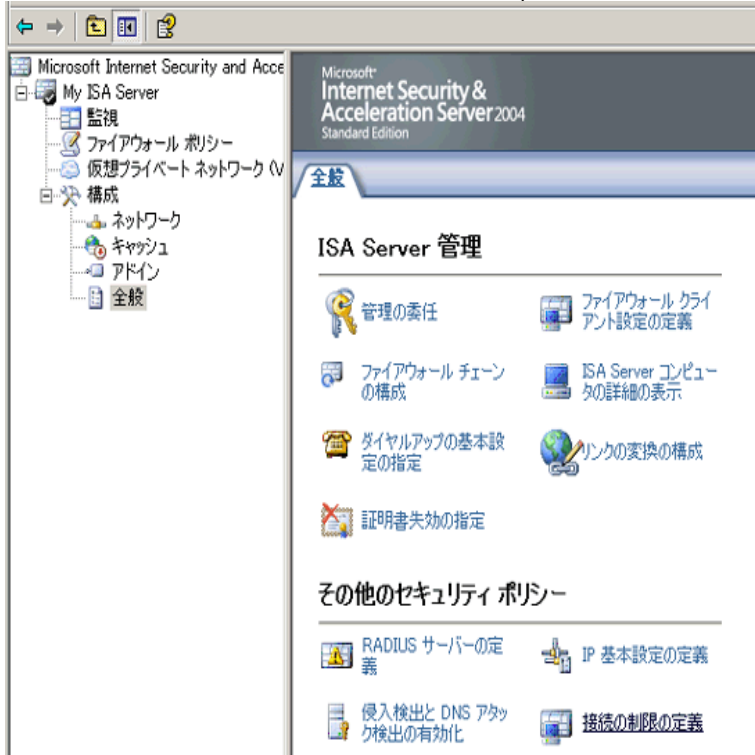 Microsoft Internet Security and Acce
My ISA Server
監視
ファイアウォール ポリシー
仮想プライベート ネットワーク (V
構成
ネットワーク
キャッシュ
アドイン
全般
Microsoft
Internet Security &
Acceleration Server 2004
Standard Edition
全般
ISA Server 管理
管理の委任
ファイアウォール クライ
アント設定の定義
ファイアウォール チェーン
の構成
ISA Server コンピュー
タの詳細の表示
ダイヤルアップの基本設
定の指定
リンクの変換の構成
証明書失効の指定
その他のセキュリティ ポリシー
RADIUS サーバーの定
義
IP 基本設定の定義
侵入検出と DNS アタッ
ク検出の有効化
接続の制限の定義